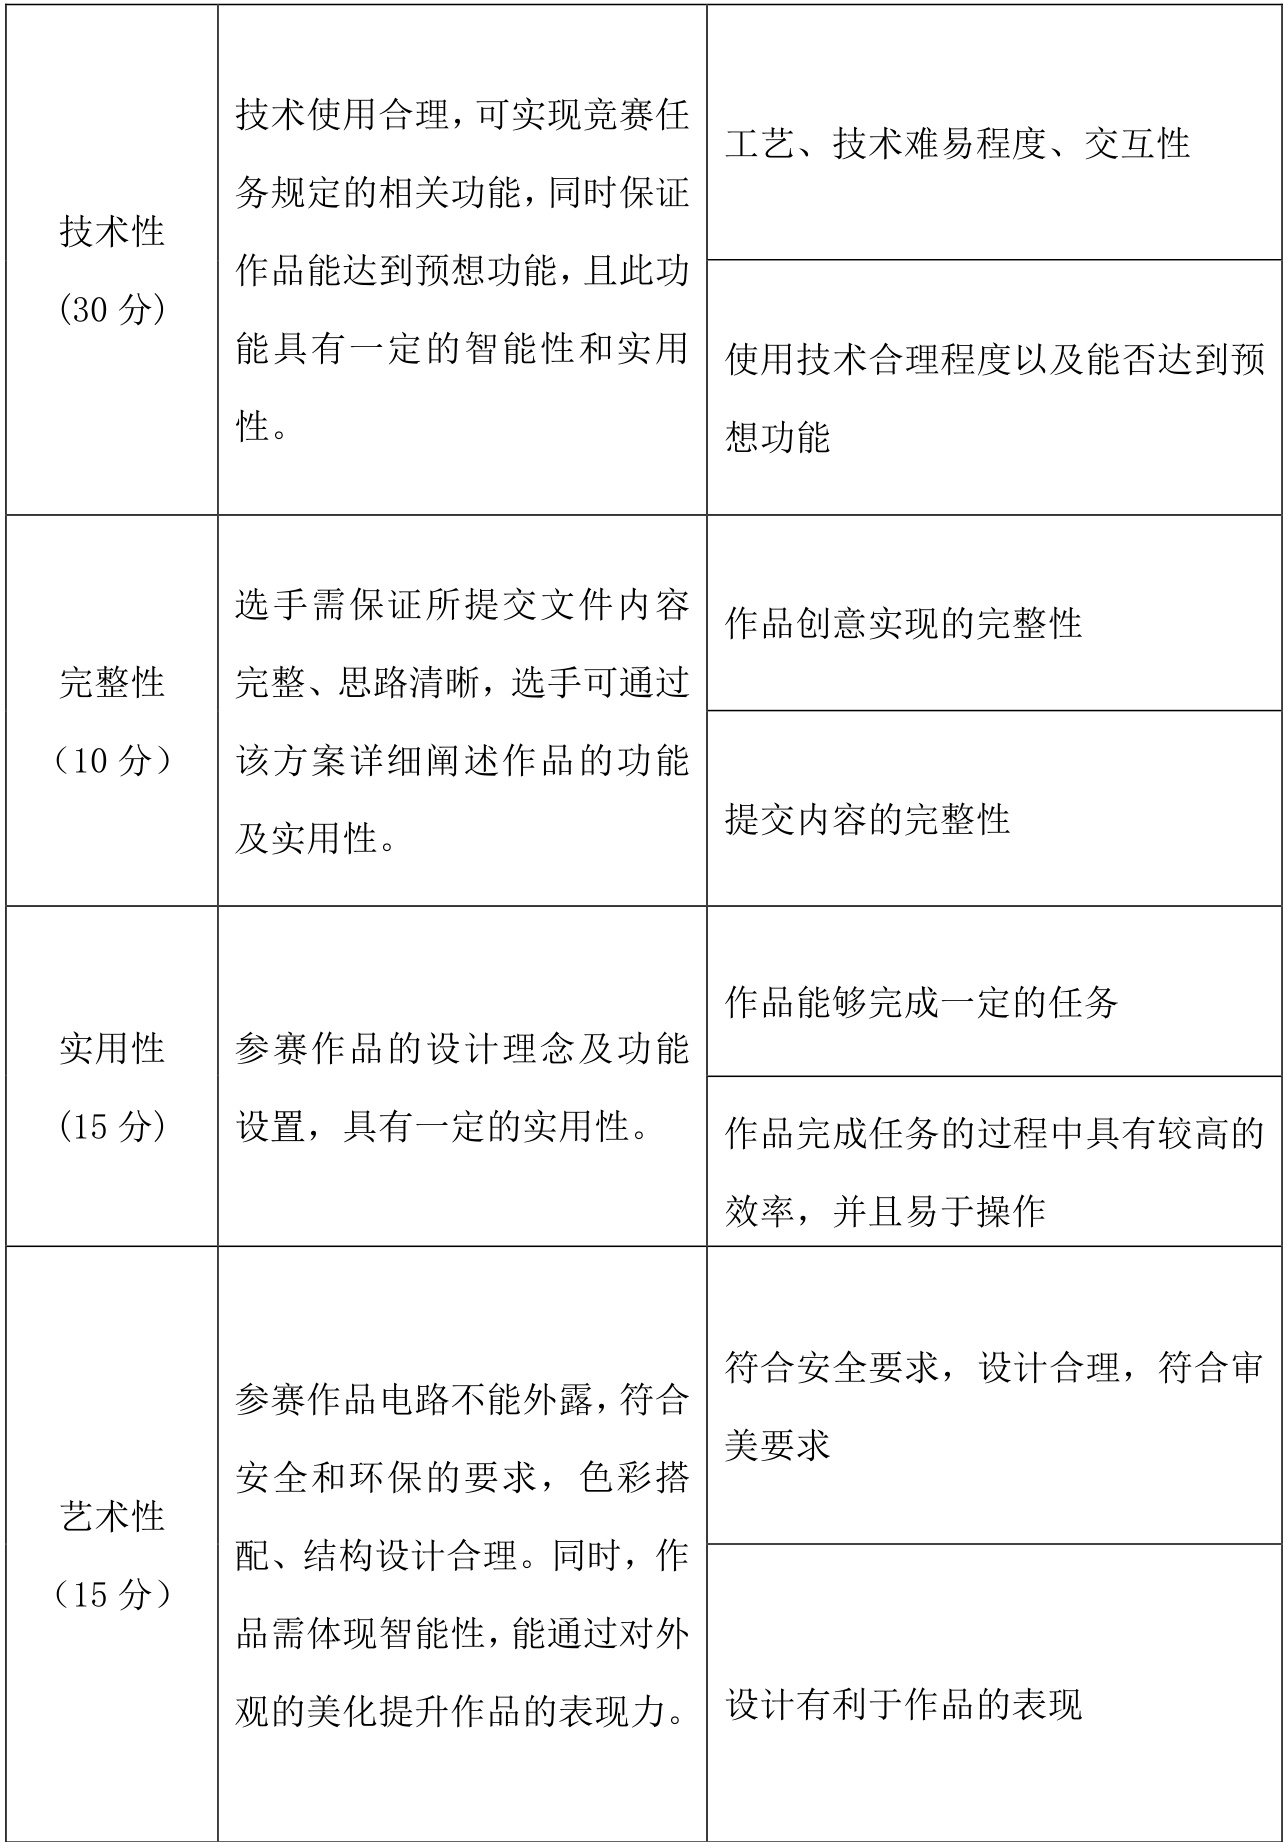 技术性
(30 分)
技术使用合理，可实现竞赛任
务规定的相关功能，同时保证
作品能达到预想功能，且此功
能具有一定的智能性和实用
性。
工艺、技术难易程度、交互性
使用技术合理程度以及能否达到预
想功能
完整性
（10 分）
选手需保证所提交文件内容
完整、思路清晰，选手可通过
该方案详细阐述作品的功能
及实用性。
作品创意实现的完整性
提交内容的完整性
实用性
(15 分)
参赛作品的设计理念及功能
设置，具有一定的实用性。
作品能够完成一定的任务
作品完成任务的过程中具有较高的
效率，并且易于操作
艺术性
（15 分）
参赛作品电路不能外露，符合
安全和环保的要求，色彩搭
配、结构设计合理。同时，作
品需体现智能性，能通过对外
观的美化提升作品的表现力。
符合安全要求，设计合理，符合审
美要求
设计有利于作品的表现